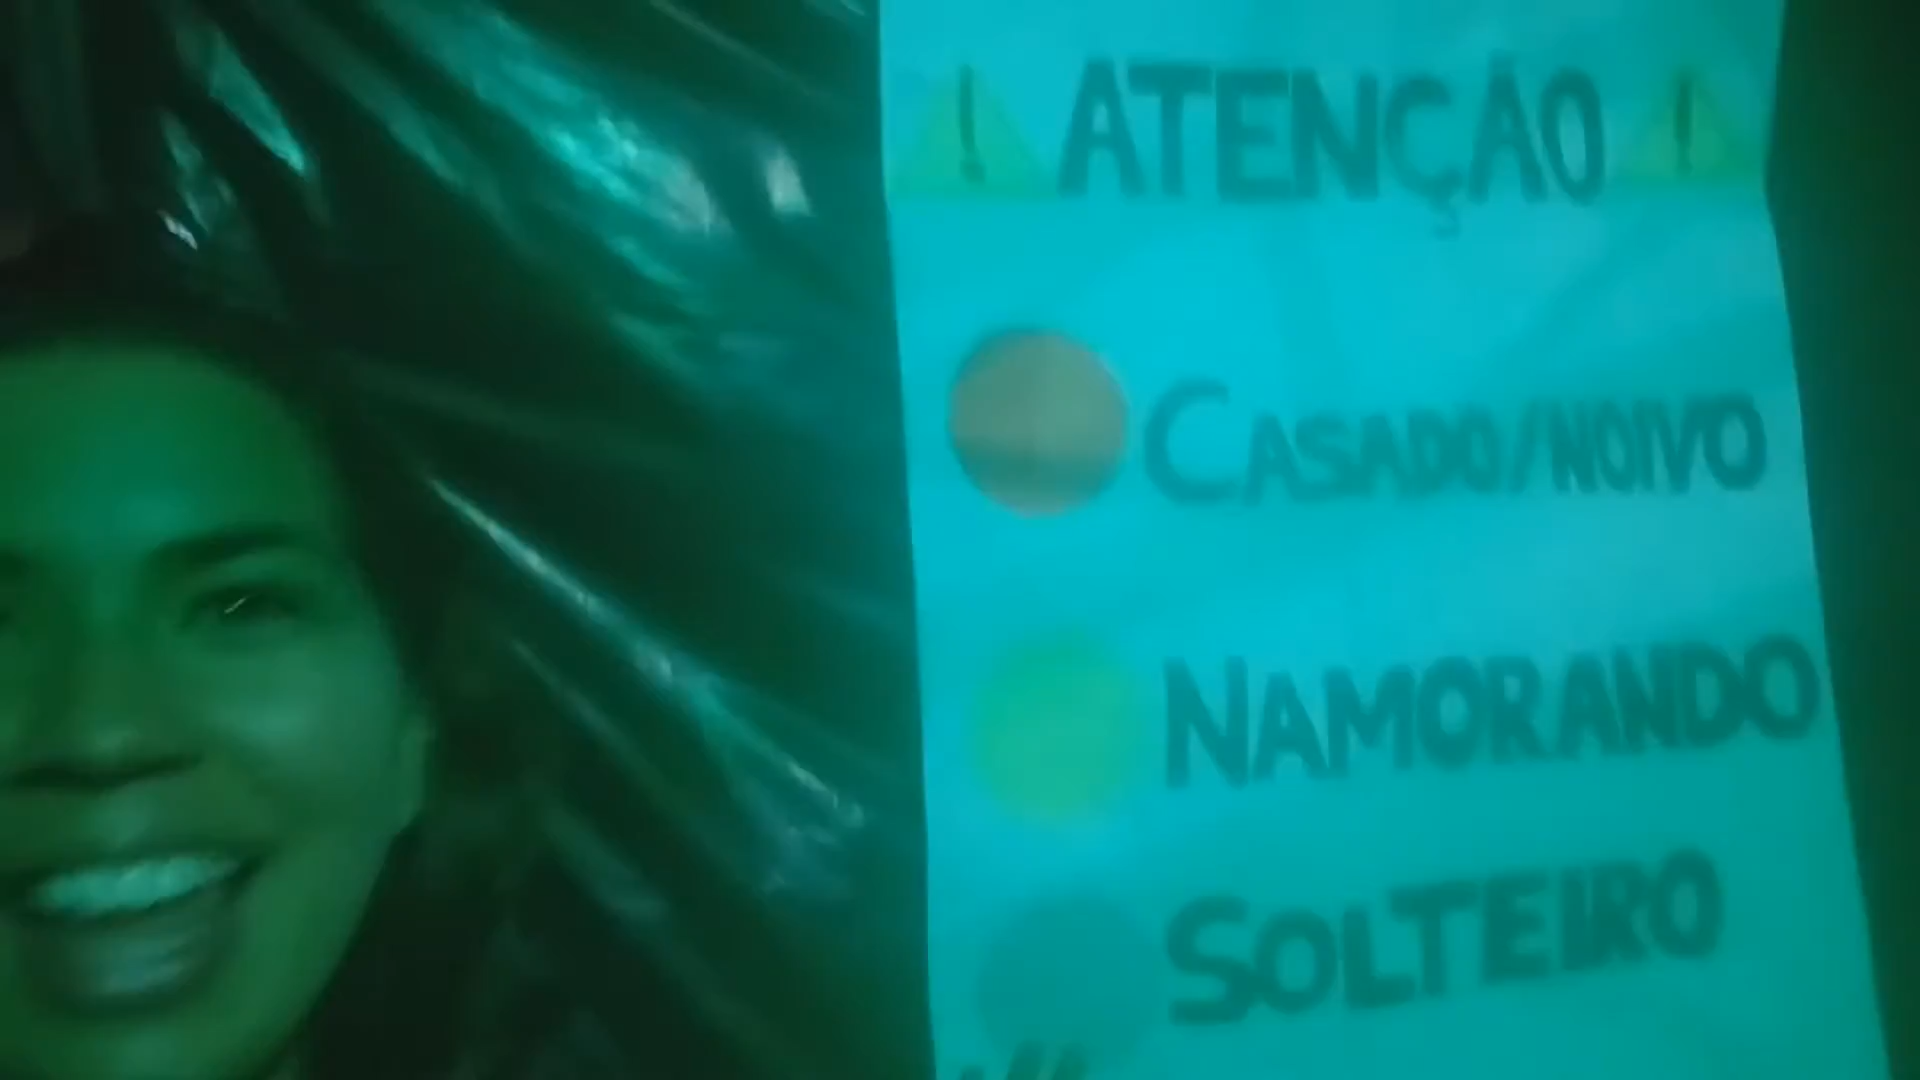 ! ATENÇÃO !
CASADO/NOIVO
NAMORANDO
SOLTEIRO